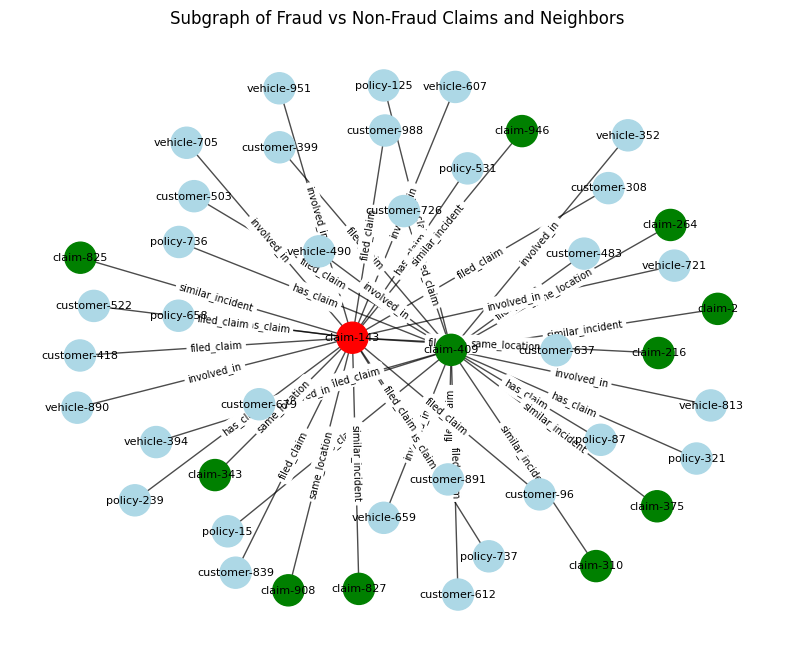 Subgraph of Fraud vs Non-Fraud Claims and Neighbors
vehicle-951
policy-125
vehicle-607
claim-946
vehicle-352
vehicle-705
customer-399
customer-988
policy-531
customer-308
customer-503
customer-726
claim-264
policy-736
vehicle-490
customer-483
vehicle-721
claim-825
customer-522
policy-658
claim-2
claim-143
claim-409
customer-637
claim-216
customer-418
vehicle-890
customer-679
vehicle-813
vehicle-394
policy-87
policy-321
claim-343
customer-891
policy-239
customer-96
claim-375
policy-15
vehicle-659
policy-737
customer-839
claim-310
claim-908
claim-827
customer-612
involved_in
involved_in
filed_claim
similar_incident
filed_claim
involved_in
filed_claim
involved_in
has_claim
similar_incident
filed_claim
involved_in
similar_incident
same_location
filed_claim
involved_in
involved_in
has_claim
has_claim
similar_incident
same_location
filed_claim
filed_claim
filed_claim
same_location
similar_incident